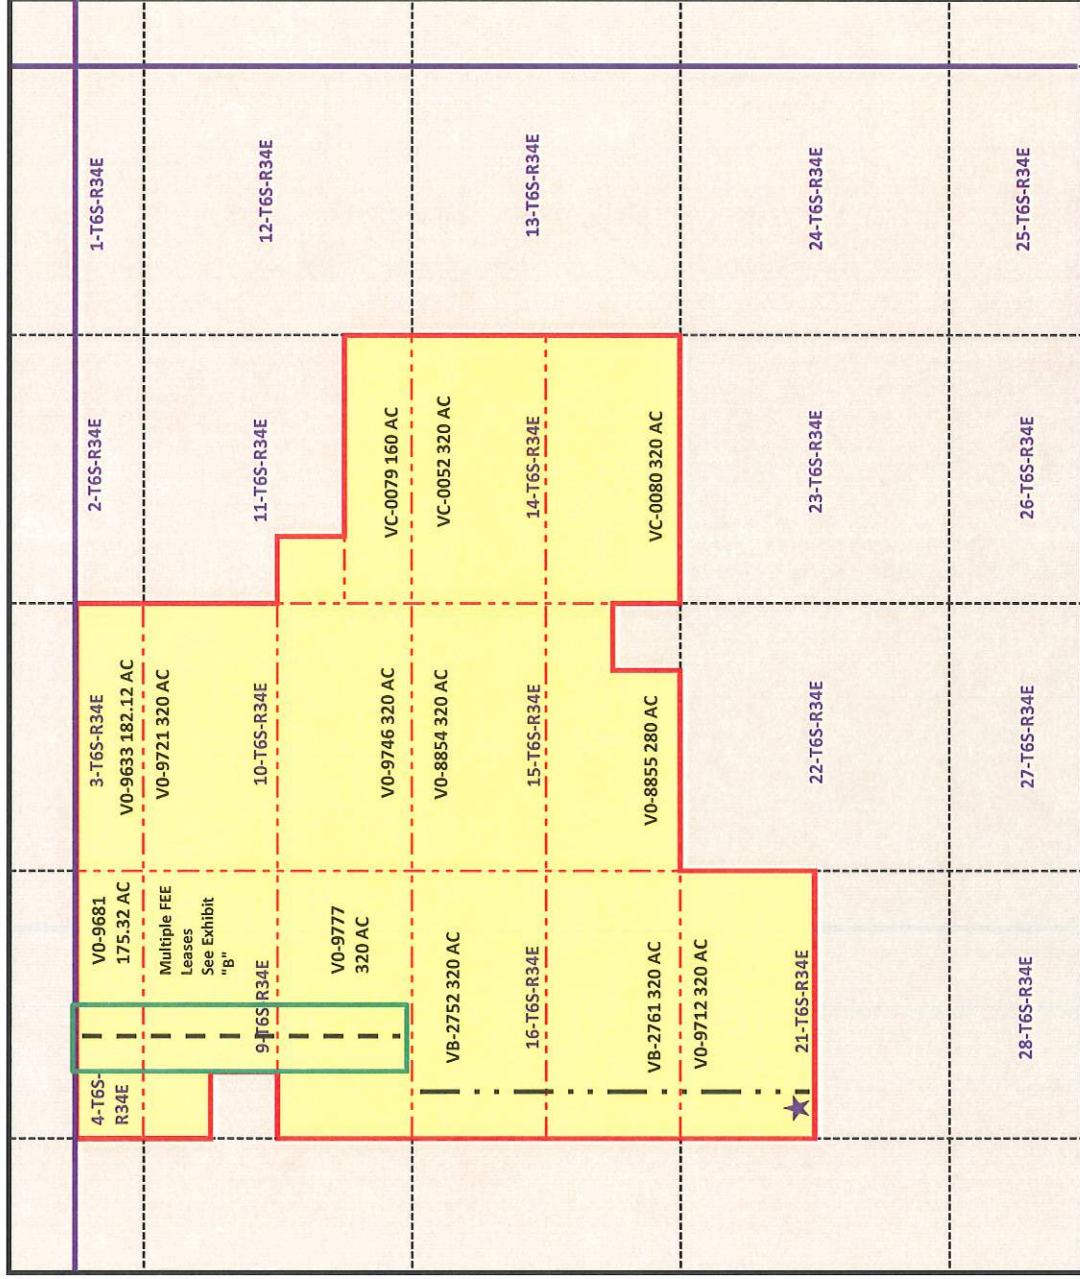 1-T6S-R34E
12-T6S-R34E
13-T6S-R34E
24-T6S-R34E
25-T6S-R34E
2-T6S-R34E
11-T6S-R34E
VC-0079 160 AC
VC-0052 320 AC
14-T6S-R34E
VC-0080 320 AC
23-T6S-R34E
26-T6S-R34E
3-T6S-R34E
V0-9633 182.12 AC
V0-9721 320 AC
10-T6S-R34E
V0-9746 320 AC
V0-8854 320 AC
15-T6S-R34E
V0-8855 280 AC
22-T6S-R34E
27-T6S-R34E
V0-9681
175.32 AC
Multiple FEE
Leases
See Exhibit
"B"
9-T6S-R34E
V0-9777
320 AC
VB-2752 320 AC
16-T6S-R34E
VB-2761 320 AC
V0-9712 320 AC
21-T6S-R34E
28-T6S-R34E
4-T6S-
R34E